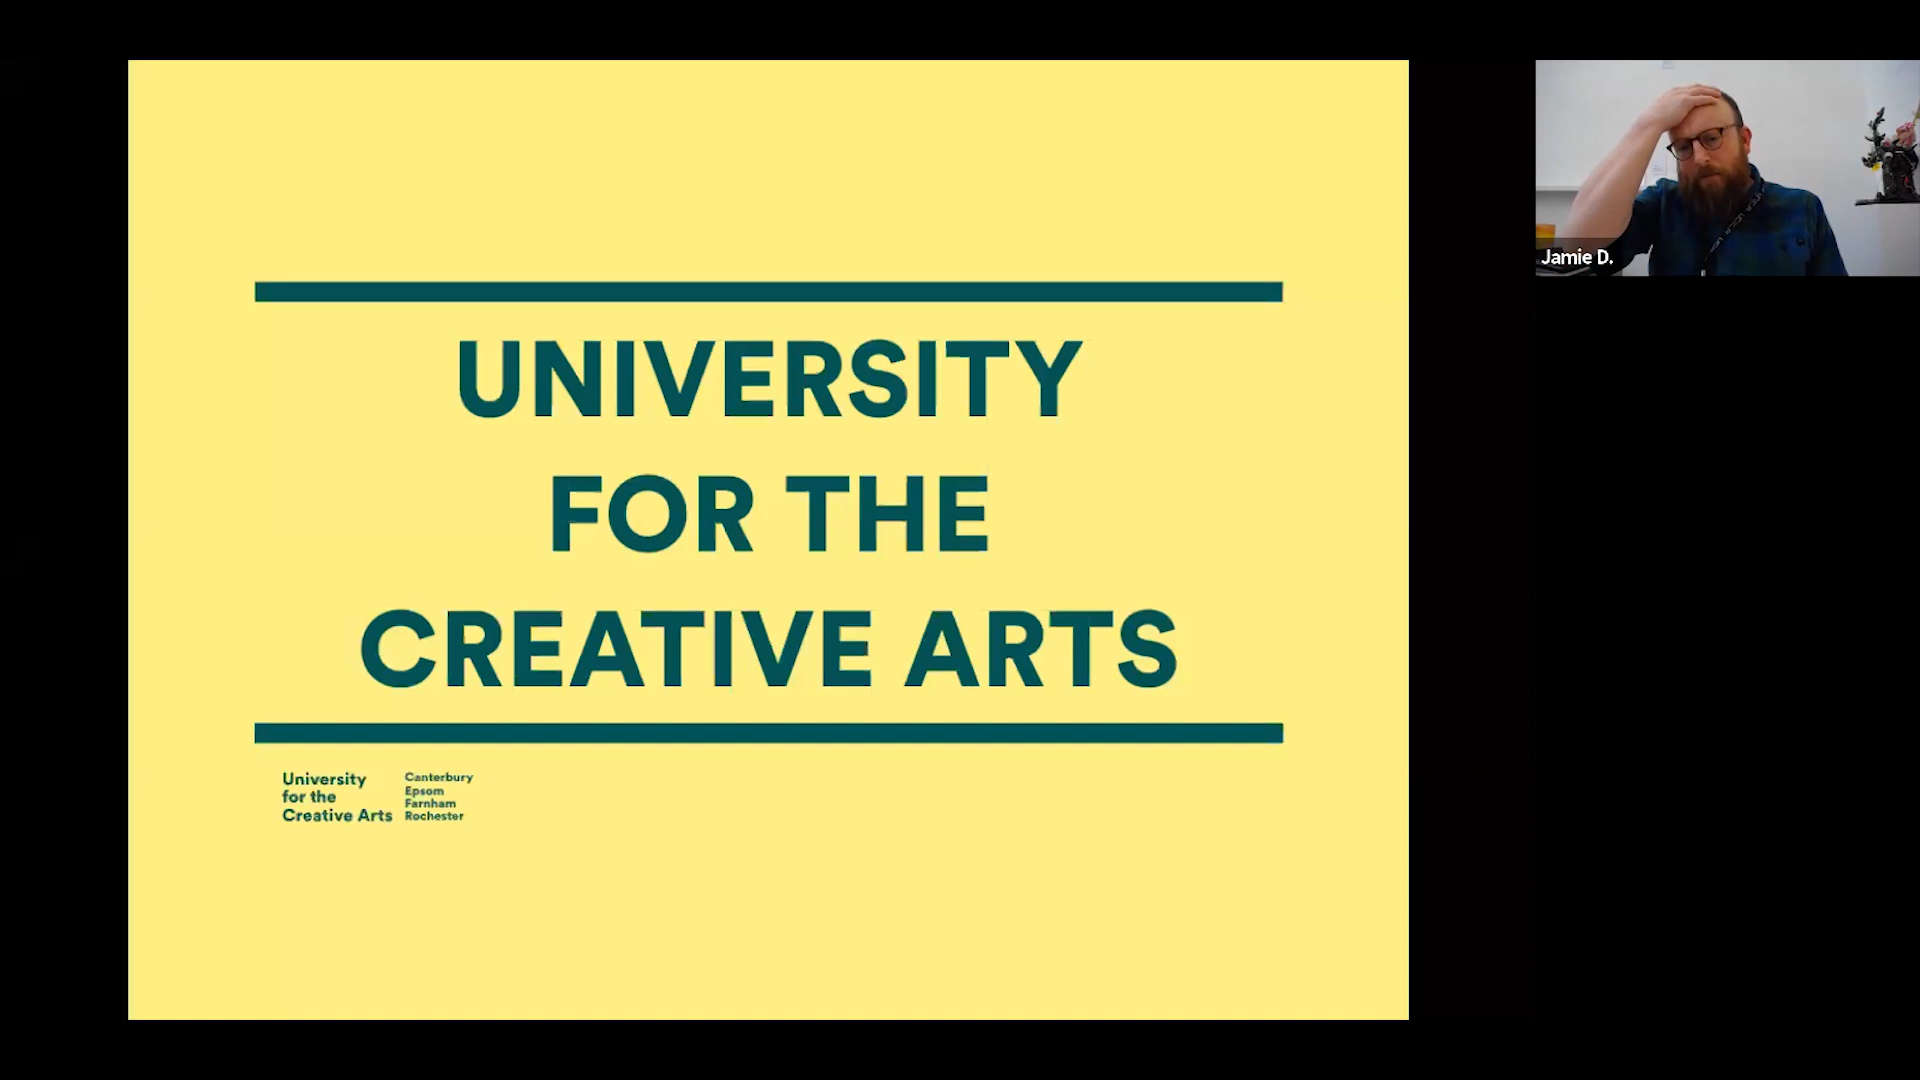 UNIVERSITY
FOR THE
CREATIVE ARTS
University
for the
Creative Arts
Canterbury
Epsom
Farnham
Rochester
Jamie D.